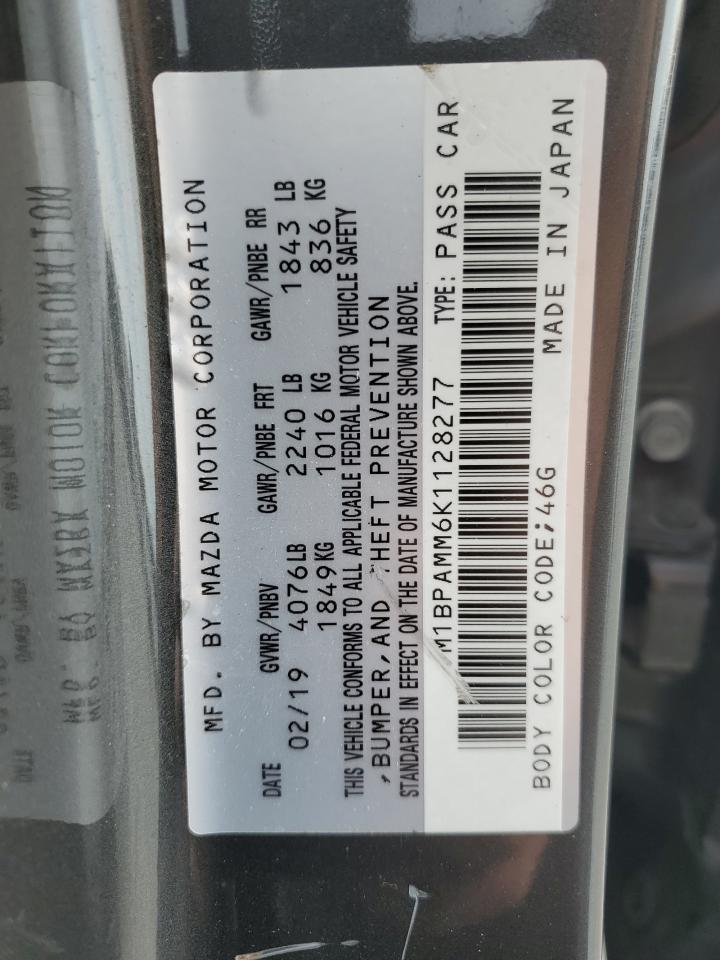 MFD. BY MAZDA MOTOR CORPORATION
DATE GVWR/PNBV GAWR/PNBE FRT GAWR/PNBE RR
02/19 4076LB 2240 LB 1843 LB
1849KG 1016 KG 836 KG
THIS VEHICLE CONFORMS TO ALL APPLICABLE FEDERAL MOTOR VEHICLE SAFETY
,BUMPER,AND THEFT PREVENTION
STANDARDS IN EFFECT ON THE DATE OF MANUFACTURE SHOWN ABOVE.
M1BPAMM6K1128277 TYPE: PASS CAR
BODY COLOR CODE;46G MADE IN JAPAN